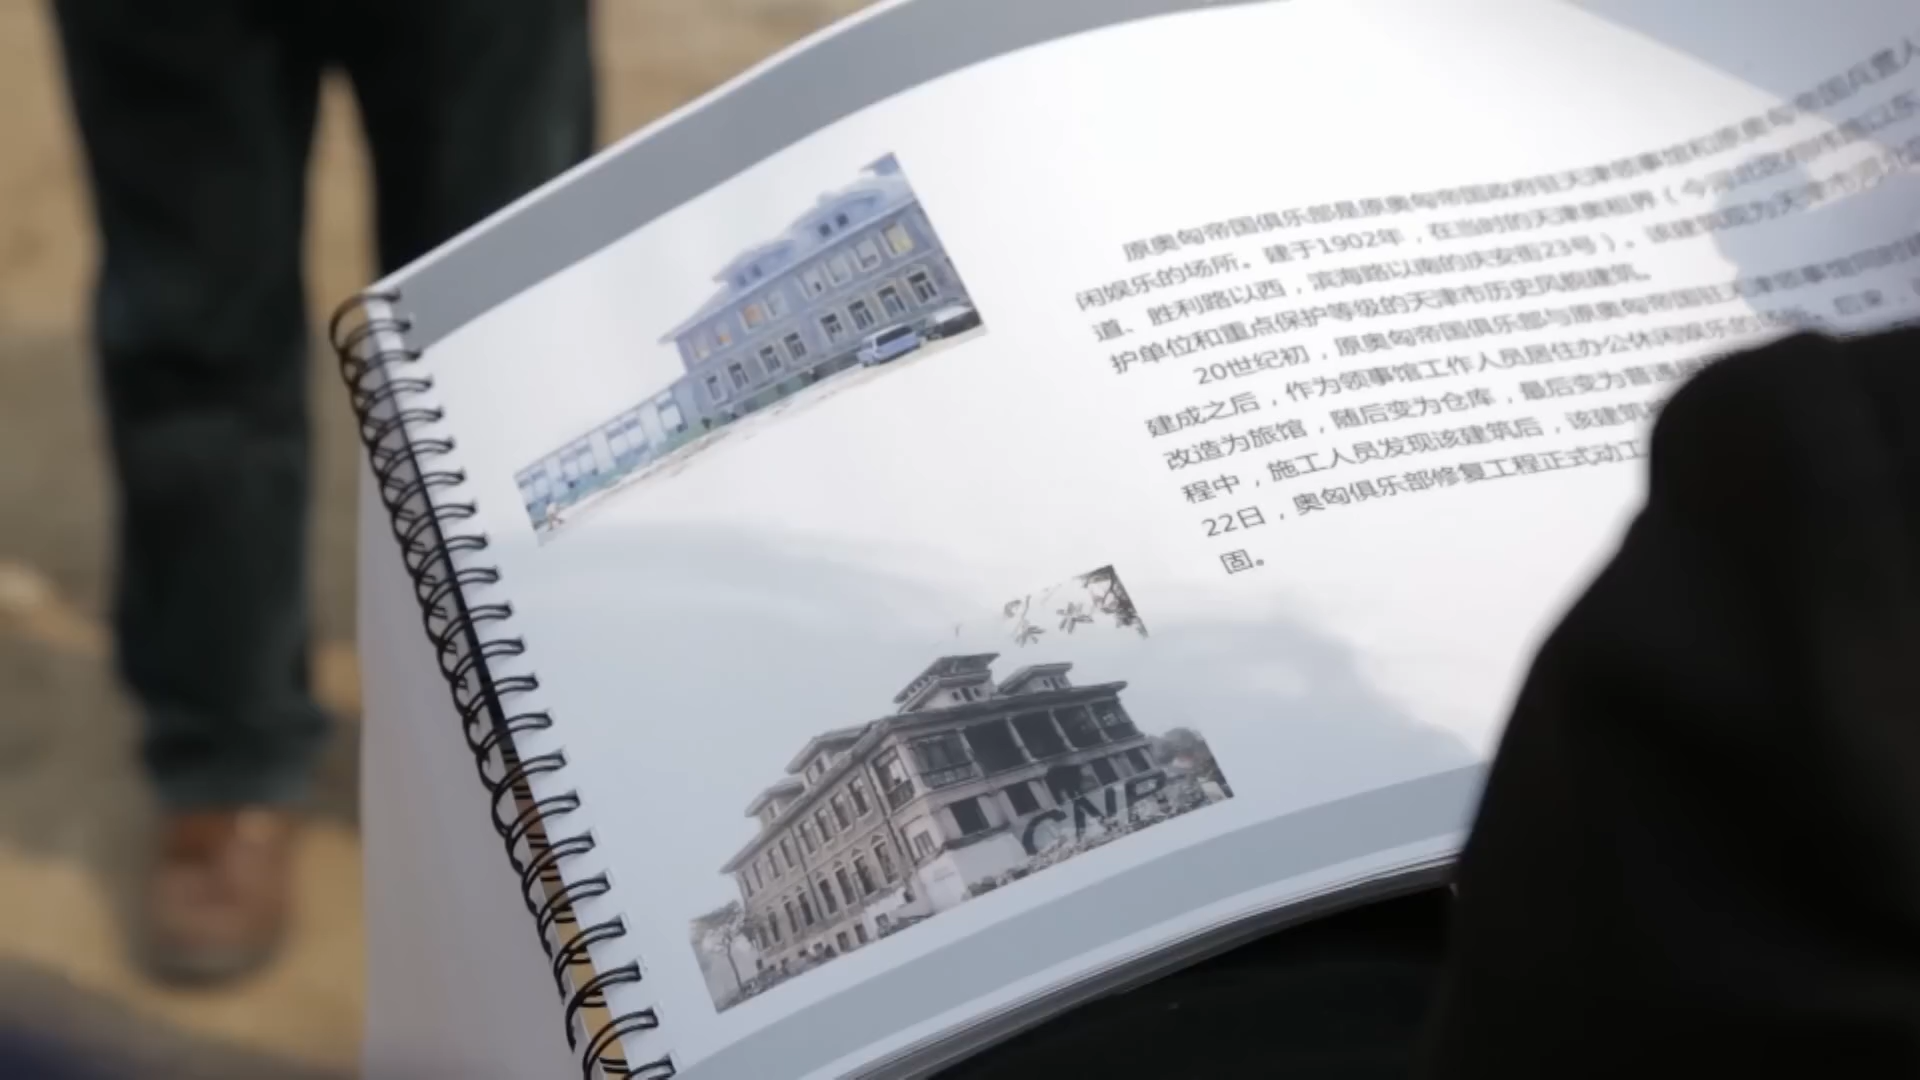 原奥匈帝国俱乐部是原奥匈帝国政府驻天津领事馆和原奥匈帝国兵营人
闲娱乐的场所。建于1902年，在当时的天津奥租界（今河北区
道、胜利路以西，滨海路以南的庆安街23号）。该建筑现为天津市
护单位和重点保护等级的天津市历史风貌建筑。
20世纪初，原奥匈帝国俱乐部与原奥匈帝国驻天津领事馆同时
建成之后，作为领事馆工作人员居住办公休闲娱乐的场所。后来，
改造为旅馆，随后变为仓库，最后变为普通
程中，施工人员发现该建筑后，该建筑
22日，奥匈俱乐部修复工程正式动工
固。
CNR